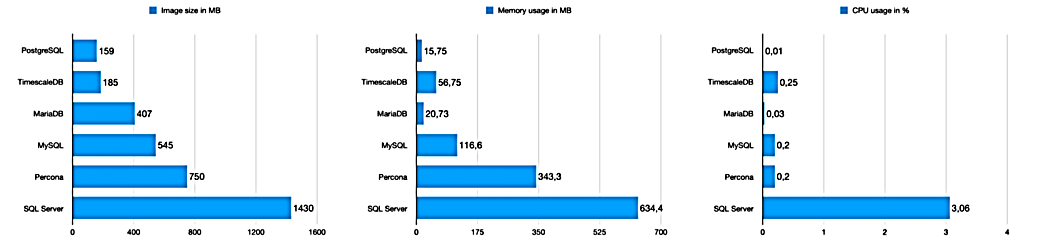 Image size in MB
PostgreSQL 159
TimescaleDB 185
MariaDB 407
MySQL 545
Percona 750
SQL Server 1430
0 400 800 1200 1600
Memory usage in MB
PostgreSQL 15,75
TimescaleDB 56,75
MariaDB 20,73
MySQL 116,6
Percona 343,3
SQL Server 634,4
0 175 350 525 700
CPU usage in %
PostgreSQL 0,01
TimescaleDB 0,25
MariaDB 0,03
MySQL 0,2
Percona 0,2
SQL Server 3,06
0 1 2 3 4